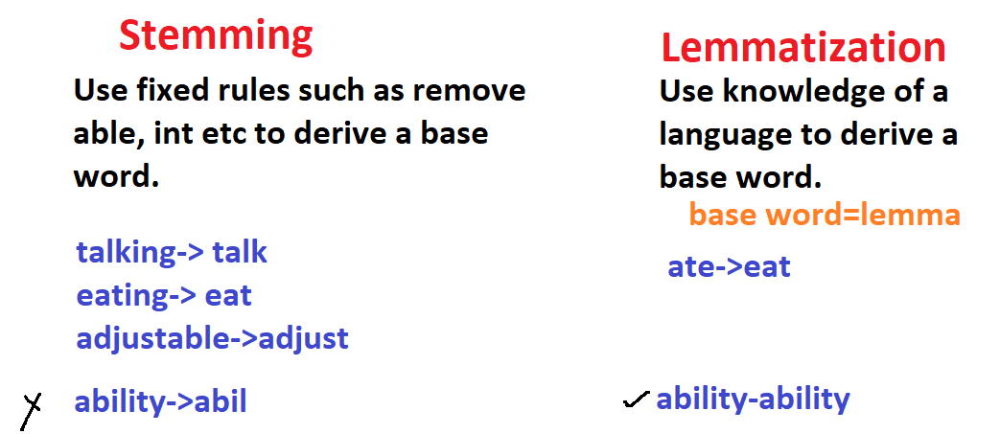 Stemming
Use fixed rules such as remove
able, int etc to derive a base
word.
talking-> talk
eating-> eat
adjustable->adjust
ability->abil
Lemmatization
Use knowledge of a
language to derive a
base word.
base word=lemma
ate->eat
ability-ability